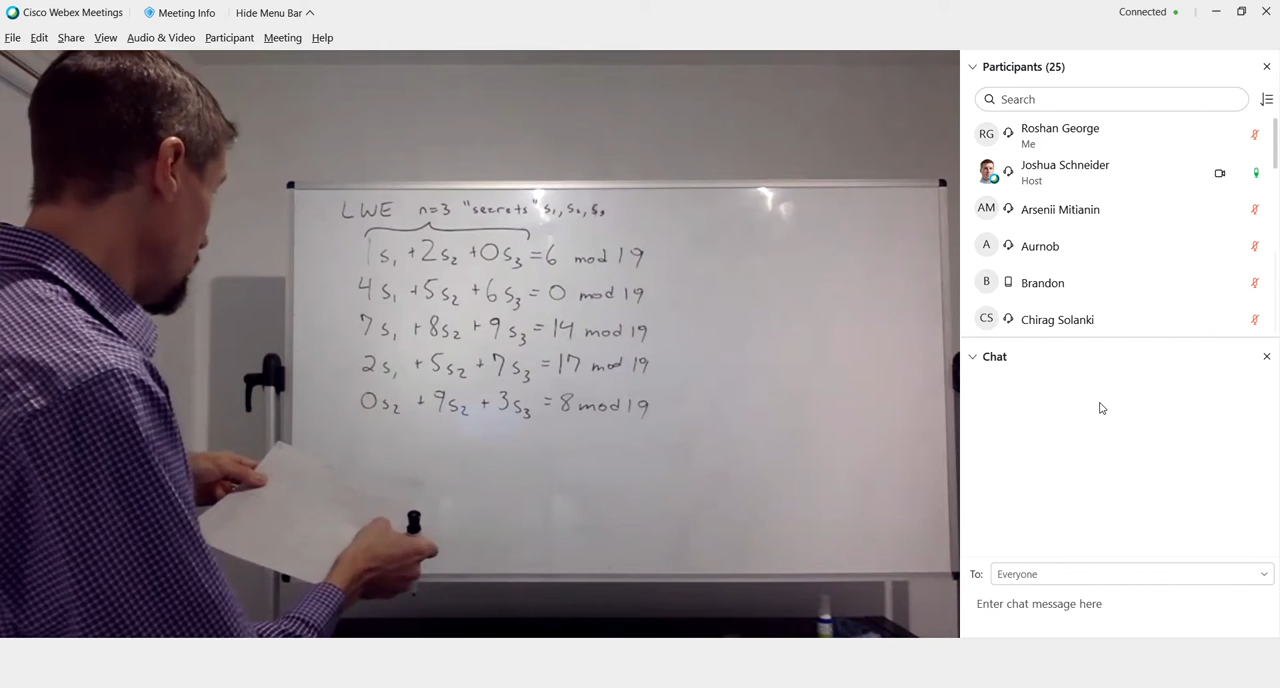 Cisco Webex Meetings Meeting Info Hide Menu Bar Connected
File Edit Share View Audio & Video Participant Meeting Help
LWE n=3 "secrets" s₁, s₂, s₃
1s₁ +2s₂ +0s₃ =6 mod 19
4s₁ +5s₂ +6s₃ = 0 mod 19
7s₁ +8s₂ +9s₃ = 14 mod 19
2s₁ +5s₂ +7s₃ =17 mod 19
0s₂ +9s₂ +3s₃ =8 mod 19
Participants (25)
Search
RG Roshan George
Me
Joshua Schneider
Host
AM Arsenii Mitianin
A Aurnob
B Brandon
CS Chirag Solanki
Chat
To: Everyone
Enter chat message here